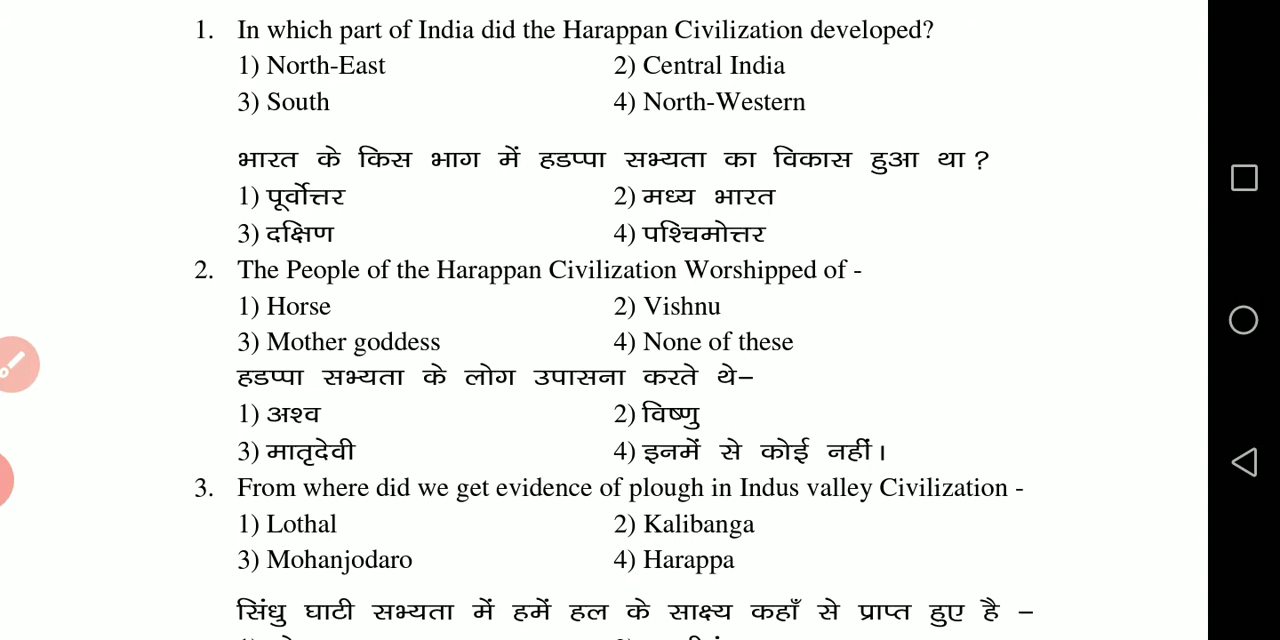 1. In which part of India did the Harappan Civilization developed?
1) North-East 2) Central India
3) South 4) North-Western
भारत के किस भाग में हडप्पा सभ्यता का विकास हुआ था ?
1) पूर्वोत्तर 2) मध्य भारत
3) दक्षिण 4) पश्चिमोत्तर
2. The People of the Harappan Civilization Worshipped of -
1) Horse 2) Vishnu
3) Mother goddess 4) None of these
हडप्पा सभ्यता के लोग उपासना करते थे–
1) अश्व 2) विष्णु
3) मातृदेवी 4) इनमें से कोई नहीं।
3. From where did we get evidence of plough in Indus valley Civilization -
1) Lothal 2) Kalibanga
3) Mohanjodaro 4) Harappa
सिंधु घाटी सभ्यता में हमें हल के साक्ष्य कहाँ से प्राप्त हुए है –